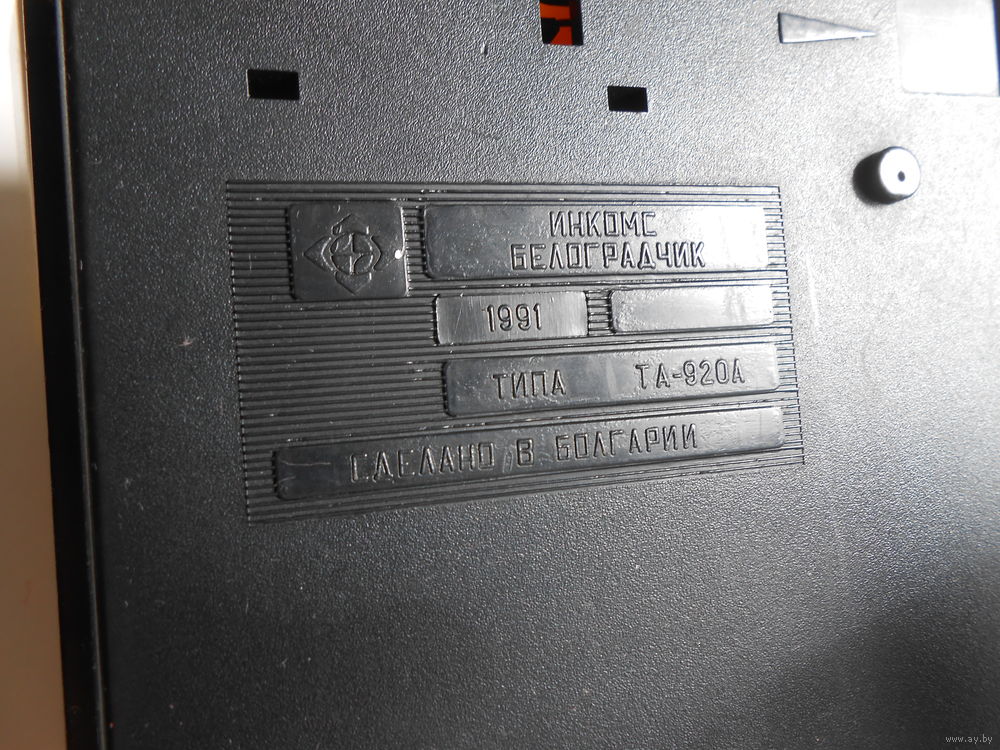 ИНКОМС
БЕЛОГРАДЧИК
1991
ТИПА ТА-920А
СДЕЛАНО В БОЛГАРИИ
www.ay.by